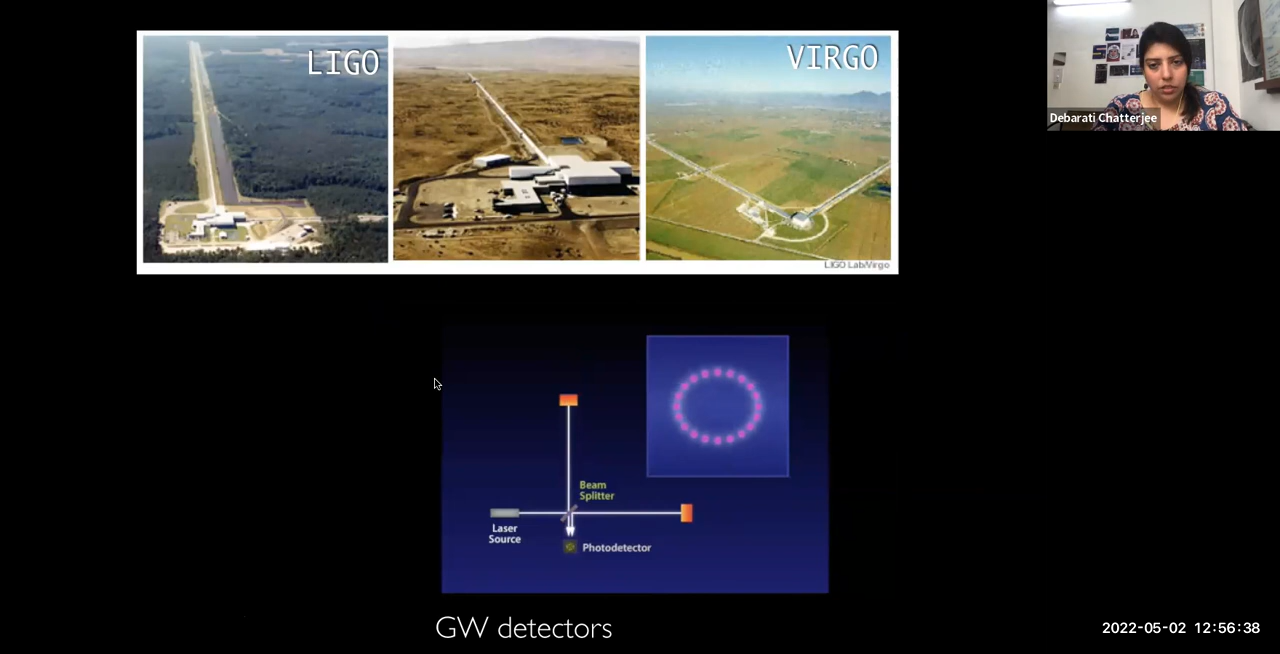 LIGO
VIRGO
LIGO Lab/Virgo
Debarati Chatterjee
Beam
Splitter
Laser
Source
Photodetector
GW detectors
2022-05-02 12:56:38